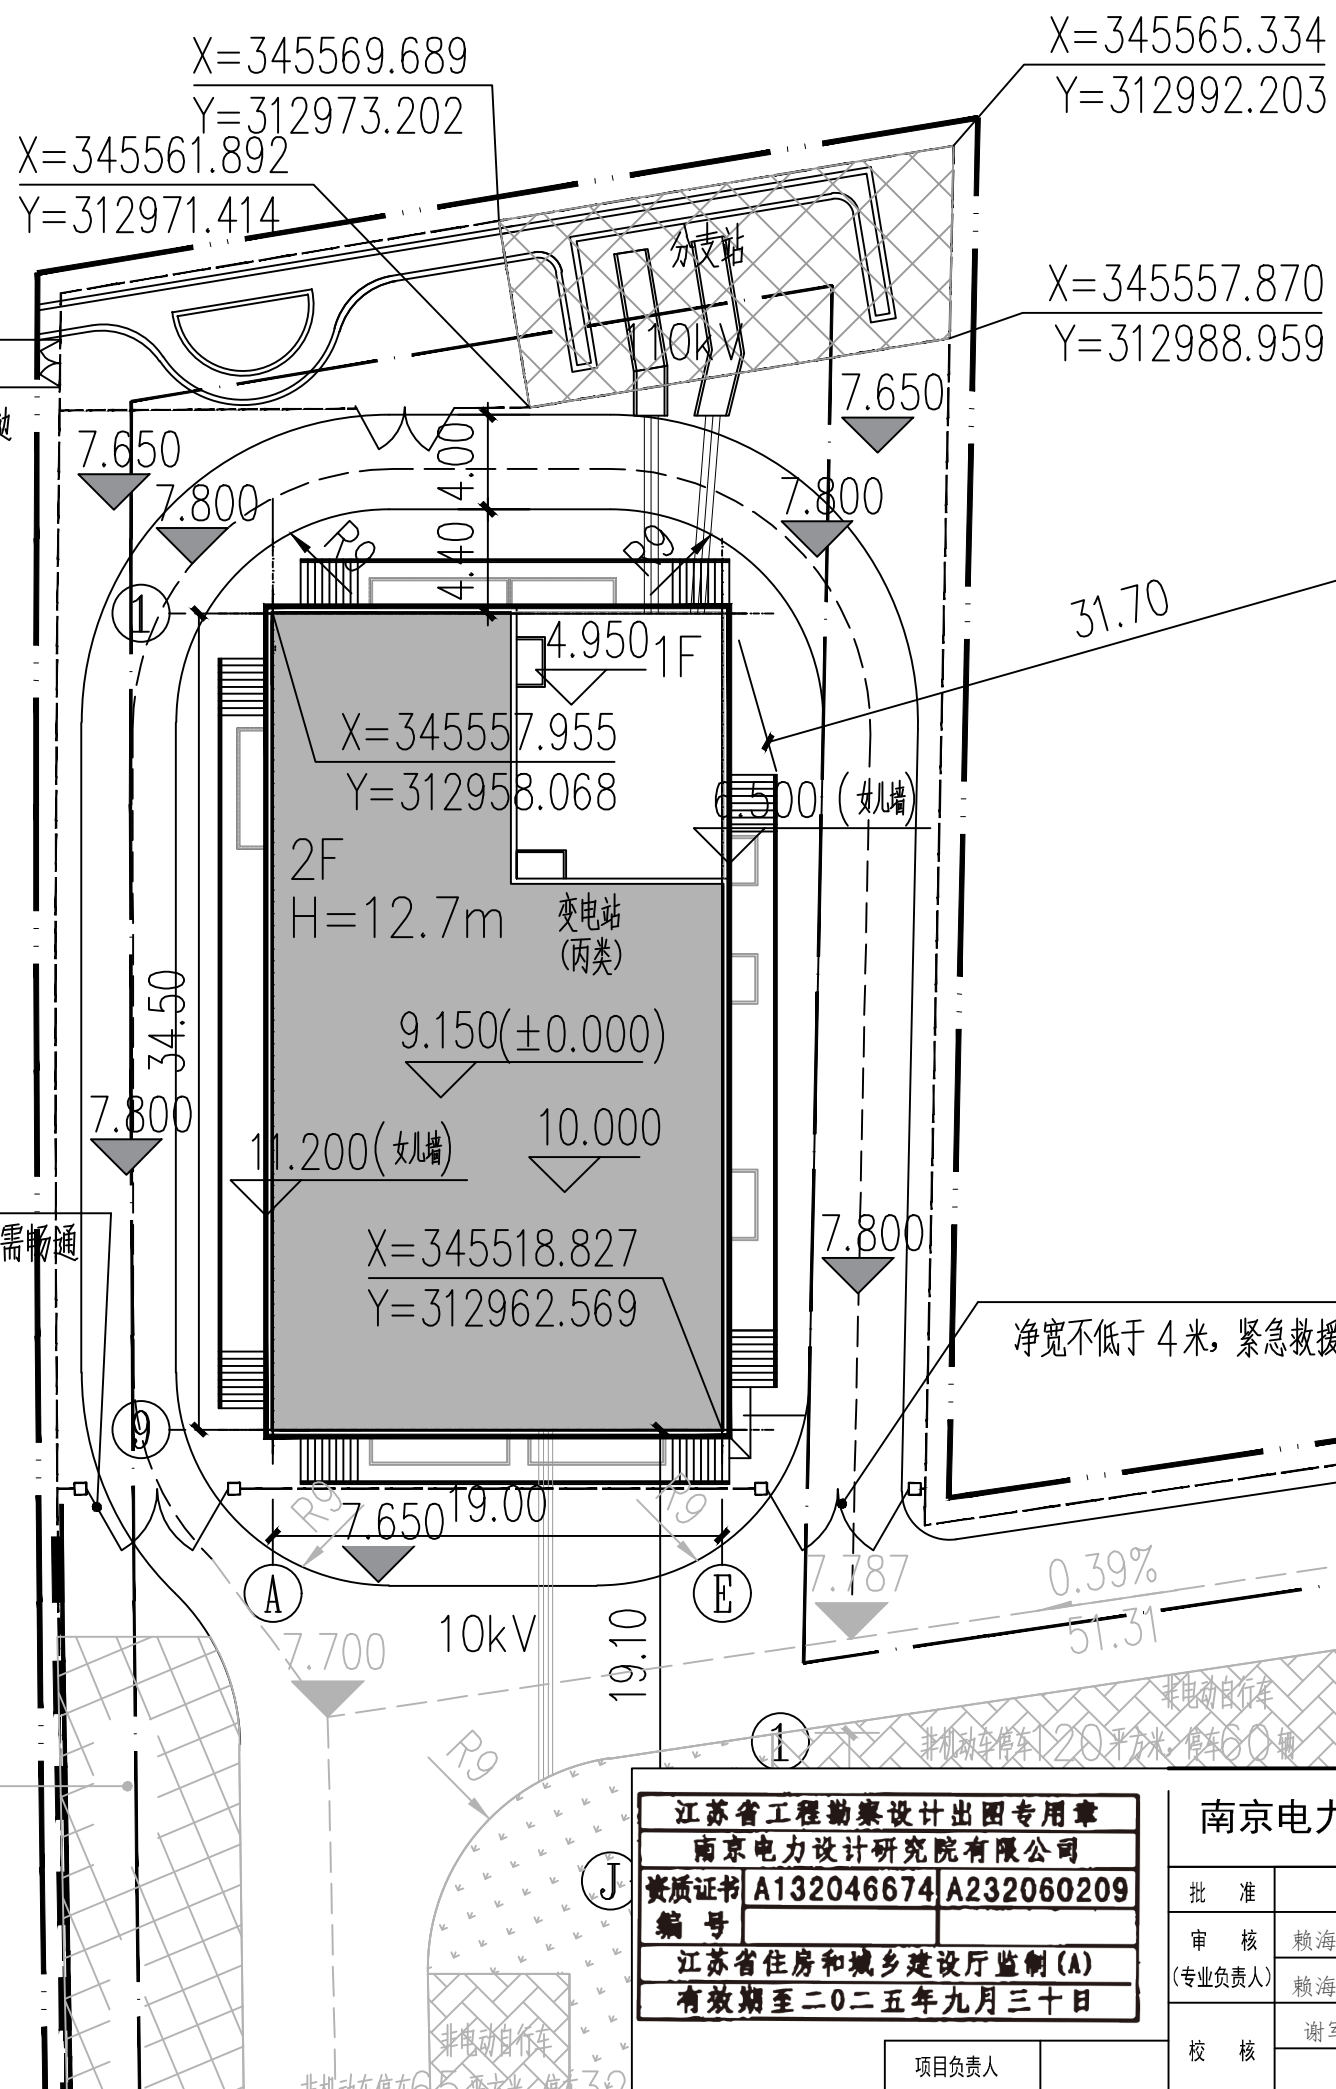 X=345569.689
Y=312973.202
X=345565.334
Y=312992.203
X=345561.892
Y=312971.414
分支站
110kV
X=345557.870
Y=312988.959
7.650
7.650
7.800
7.800
4.00
4.40
R9
R9
1
31.70
4.950
1F
X=345557.955
Y=312958.068
6.500(女儿墙)
2F
H=12.7m
变电站
(丙类)
34.50
9.150(±0.000)
7.800
11.200(女儿墙)
10.000
需畅通
X=345518.827
Y=312962.569
7.800
净宽不低于 4 米，紧急救援
9
R9
R9
19.00
7.650
A
E
7.787
0.39%
51.31
10kV
19.10
7.700
非电动自行车
非机动车停车120平方米，停车60辆
1
R9
J
江苏省工程勘察设计出图专用章
南京电力设计研究院有限公司
资质证书
编 号
A132046674
A232060209
江苏省住房和城乡建设厅监制(A)
有效期至二0二五年九月三十日
南京电力
批 准
审 核
(专业负责人)
赖海
赖海
校 核
项目负责人
非电动自行车